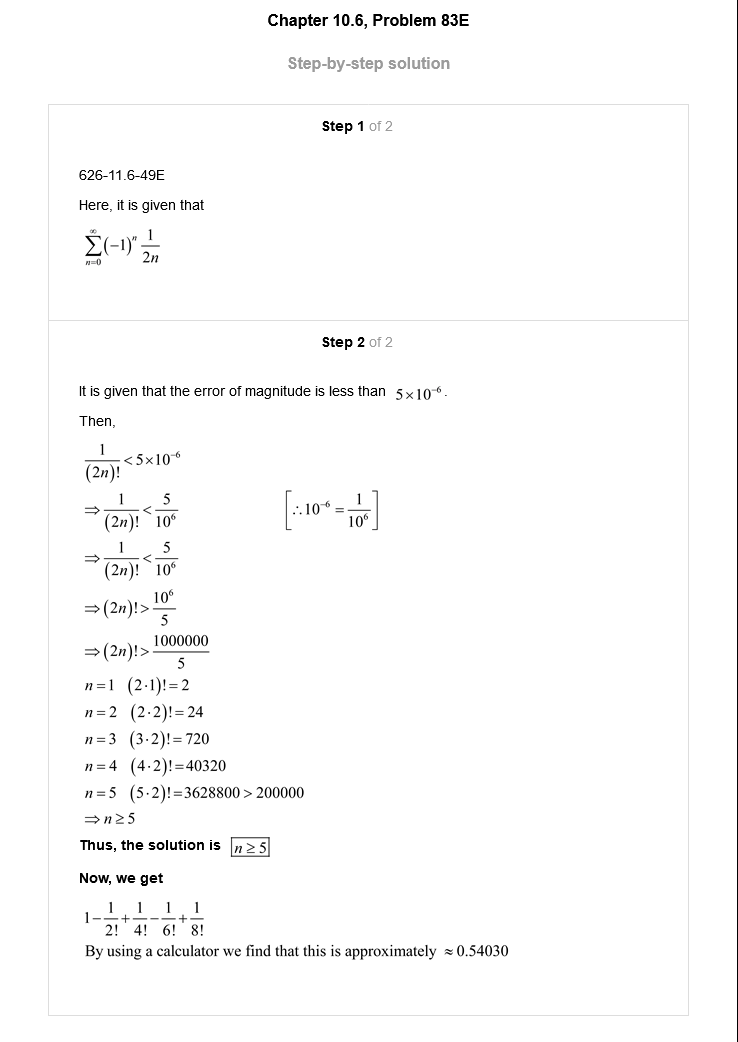 Chapter 10.6, Problem 83E
Step-by-step solution
Step 1 of 2
626-11.6-49E
Here, it is given that
$\sum_{n=0}^{\infty}(-1)^n \frac{1}{2n}$
Step 2 of 2
It is given that the error of magnitude is less than $5\times10^{-6}$.
Then,
$\frac{1}{(2n)!}<5\times10^{-6}$
$\Rightarrow \frac{1}{(2n)!}<\frac{5}{10^6}$ $\left[\therefore 10^{-6}=\frac{1}{10^6}\right]$
$\Rightarrow \frac{1}{(2n)!}<\frac{5}{10^6}$
$\Rightarrow (2n)!>\frac{10^6}{5}$
$\Rightarrow (2n)!>\frac{1000000}{5}$
$n=1$ $(2\cdot1)!=2$
$n=2$ $(2\cdot2)!=24$
$n=3$ $(3\cdot2)!=720$
$n=4$ $(4\cdot2)!=40320$
$n=5$ $(5\cdot2)!=3628800>200000$
$\Rightarrow n\geq5$
Thus, the solution is $n\geq5$
Now, we get
$1-\frac{1}{2!}+\frac{1}{4!}-\frac{1}{6!}+\frac{1}{8!}$
By using a calculator we find that this is approximately ≈ 0.54030